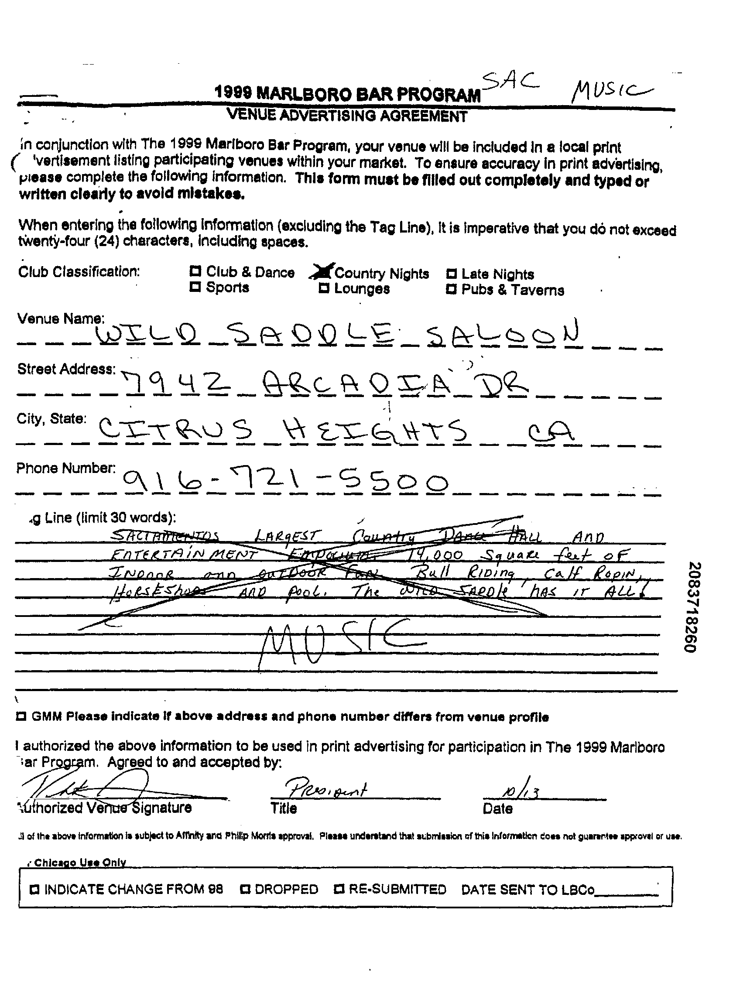 SAC MUSIC
1999 MARLBORO BAR PROGRAM
VENUE ADVERTISING AGREEMENT
In conjunction with The 1999 Marlboro Bar Program, your venue will be included in a local print
vertisement listing participating venues within your market. To ensure accuracy in print advertising,
please complete the following information. This form must be filled out completely and typed or
written clearly to avoid mistakes.
When entering the following information (excluding the Tag Line), it is imperative that you do not exceed
twenty-four (24) characters, including spaces.
Club Classification: Club & Dance Country Nights Late Nights
Sports Lounges Pubs & Taverns
Venue Name: WILD SADDLE SALOON
Street Address: 7942 ARCADIA DR
City, State: CITRUS HEIGHTS CA
Phone Number: 916-721-5500
.g Line (limit 30 words):
SACTAMENTOS LARGEST Country DANCE HALL AND
ENTERTAINMENT EMPORIUM 14,000 Square feet OF
INDOOR AND OUTDOOR FUN Bull RIDING, CALF ROPIN,
HORSEShoes AND POOL. The WILD SADDLE HAS IT ALL!
MUSIC
2083718260
GMM Please indicate if above address and phone number differs from venue profile
I authorized the above information to be used in print advertising for participation in The 1999 Marlboro
ar Program. Agreed to and accepted by:
President 10/13
Authorized Venue Signature Title Date
ll of the above information is subject to Affinity and Philip Morris approval. Please understand that submission of this information does not guarantee approval or use.
Chicago Use Only
INDICATE CHANGE FROM 98 DROPPED RE-SUBMITTED DATE SENT TO LBCo